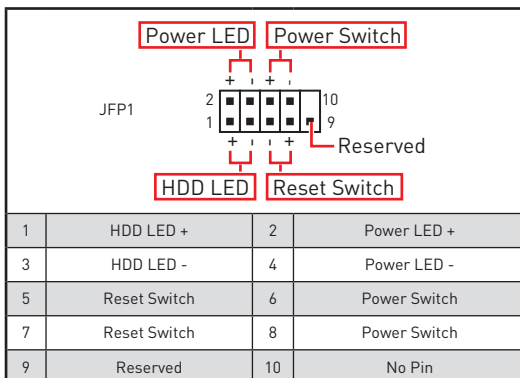 Power LED Power Switch
+ - + -
JFP1
2 10
1 9
+ - - +
Reserved
HDD LED Reset Switch
1 HDD LED + 2 Power LED +
3 HDD LED - 4 Power LED -
5 Reset Switch 6 Power Switch
7 Reset Switch 8 Power Switch
9 Reserved 10 No Pin